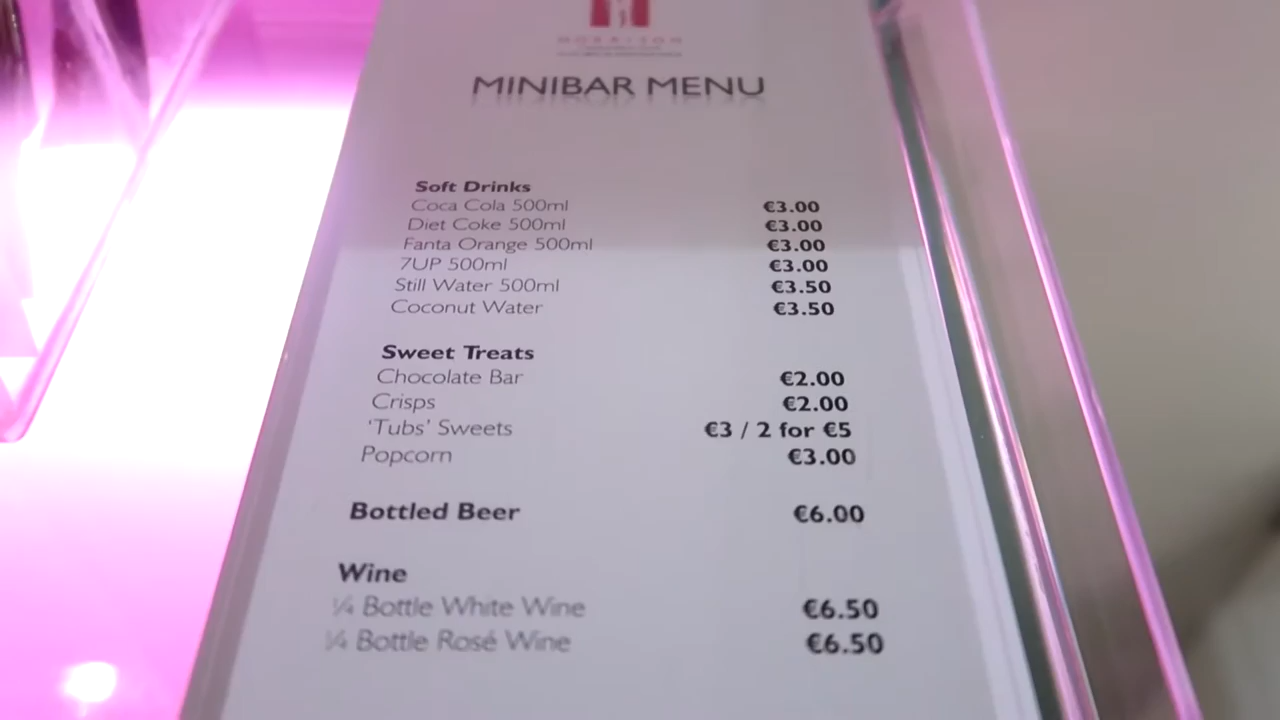 MORRISON
MINIBAR MENU
Soft Drinks
Coca Cola 500ml €3.00
Diet Coke 500ml €3.00
Fanta Orange 500ml €3.00
7UP 500ml €3.00
Still Water 500ml €3.50
Coconut Water €3.50
Sweet Treats
Chocolate Bar €2.00
Crisps €2.00
'Tubs' Sweets €3 / 2 for €5
Popcorn €3.00
Bottled Beer €6.00
Wine
¼ Bottle White Wine €6.50
¼ Bottle Rosé Wine €6.50